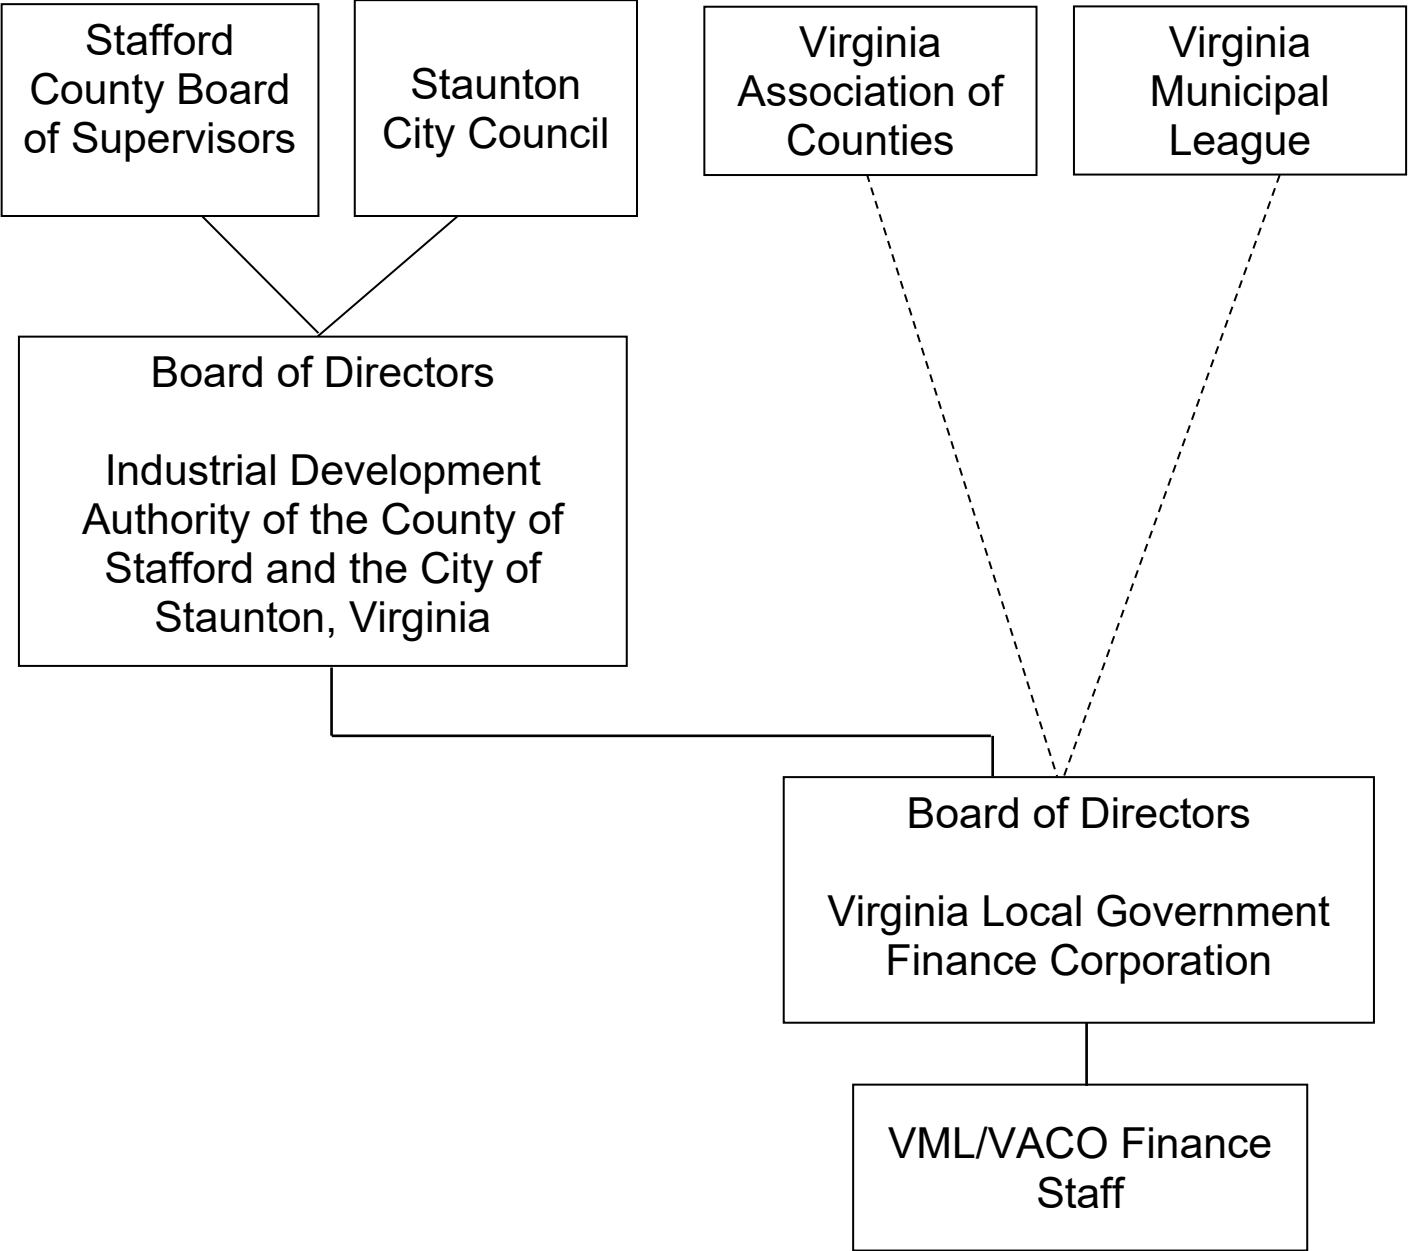 Stafford
County Board
of Supervisors
Staunton
City Council
Virginia
Association of
Counties
Virginia
Municipal
League
Board of Directors
Industrial Development
Authority of the County of
Stafford and the City of
Staunton, Virginia
Board of Directors
Virginia Local Government
Finance Corporation
VML/VACO Finance
Staff